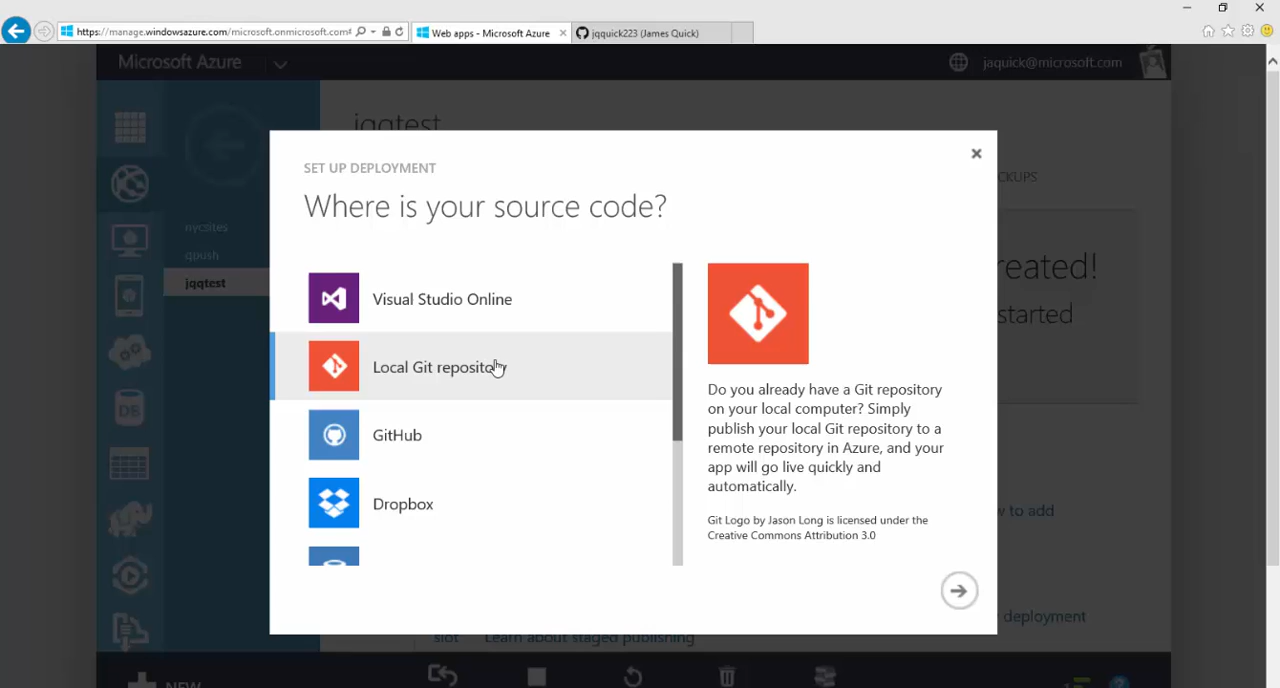 https://manage.windowsazure.com/microsoft.onmicrosoft.com#
Web apps - Microsoft Azure
jqquick223 (James Quick)
Microsoft Azure
jaquick@microsoft.com
jqqtest
SET UP DEPLOYMENT
Where is your source code?
CKUPS
nycsites
qpush
jqqtest
eated!
started
Visual Studio Online
Local Git repository
GitHub
Dropbox
Do you already have a Git repository
on your local computer? Simply
publish your local Git repository to a
remote repository in Azure, and your
app will go live quickly and
automatically.
Git Logo by Jason Long is licensed under the
Creative Commons Attribution 3.0
w to add
deployment
slot Learn about staged publishing
NEW